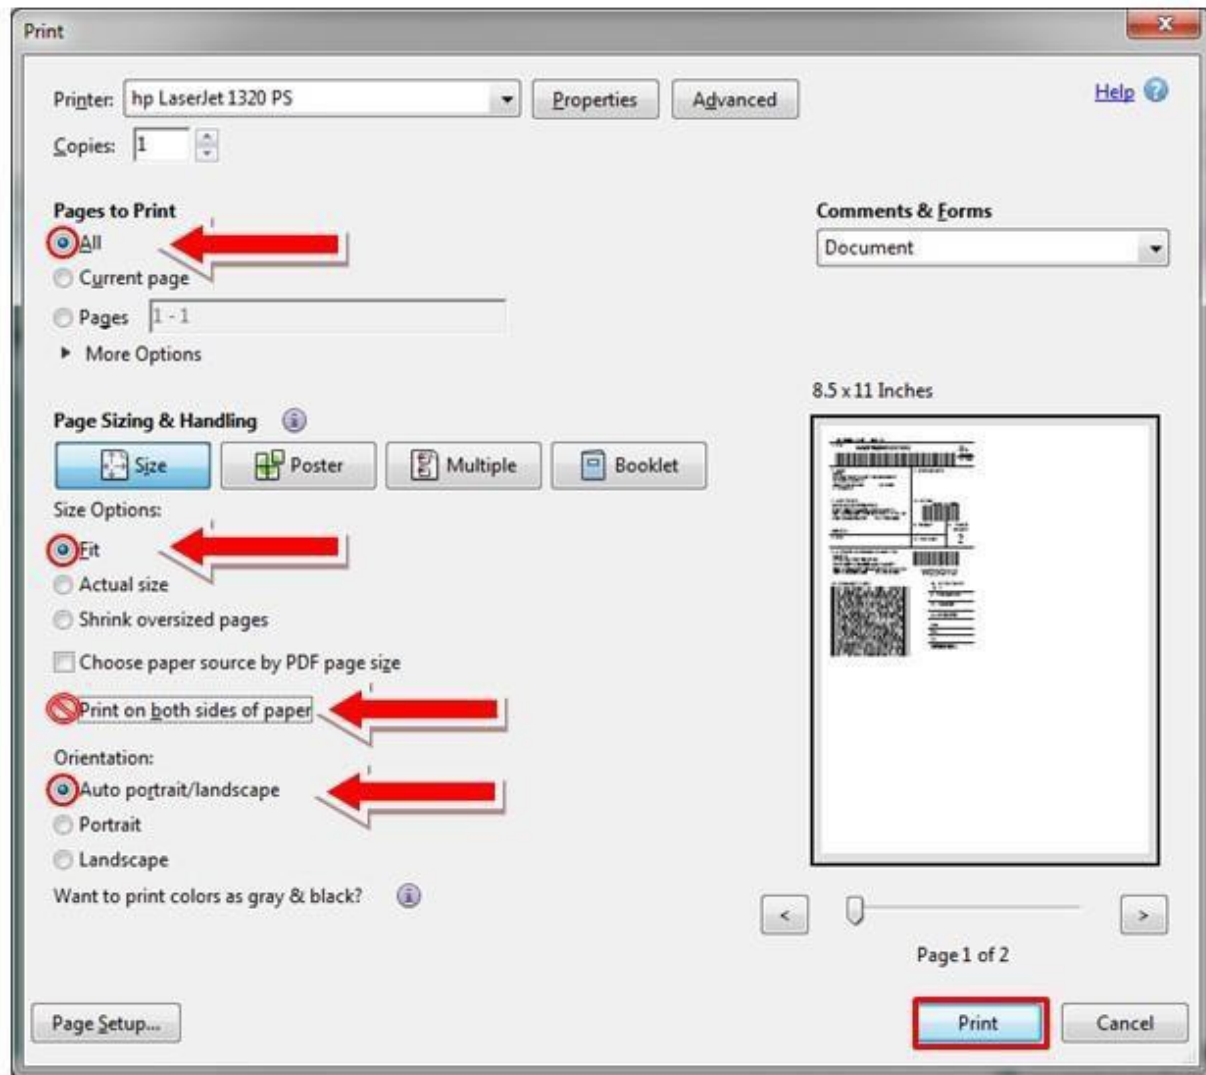 Print
Printer: hp LaserJet 1320 PS Properties Advanced Help
Copies: 1
Pages to Print
All
Current page
Pages 1 - 1
More Options
Comments & Forms
Document
Page Sizing & Handling
Size Poster Multiple Booklet
Size Options:
Fit
Actual size
Shrink oversized pages
Choose paper source by PDF page size
Print on both sides of paper
Orientation:
Auto portrait/landscape
Portrait
Landscape
Want to print colors as gray & black?
8.5 x 11 Inches
2
< >
Page 1 of 2
Page Setup... Print Cancel